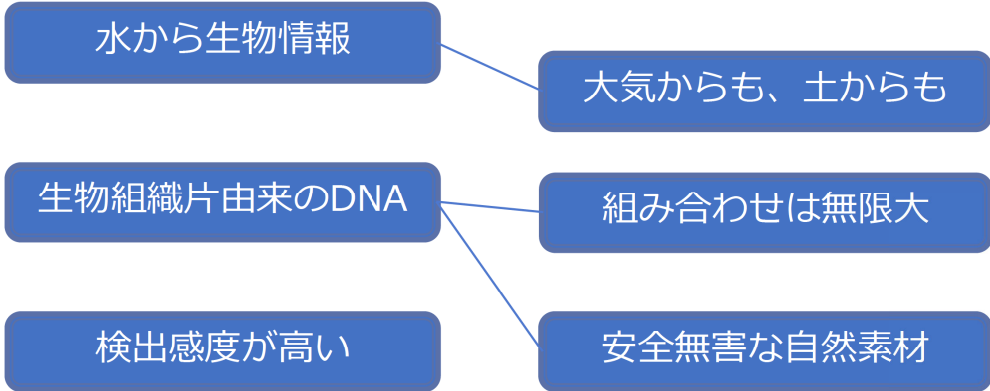 水から生物情報
大気からも、土からも
生物組織片由来のDNA
組み合わせは無限大
検出感度が高い
安全無害な自然素材